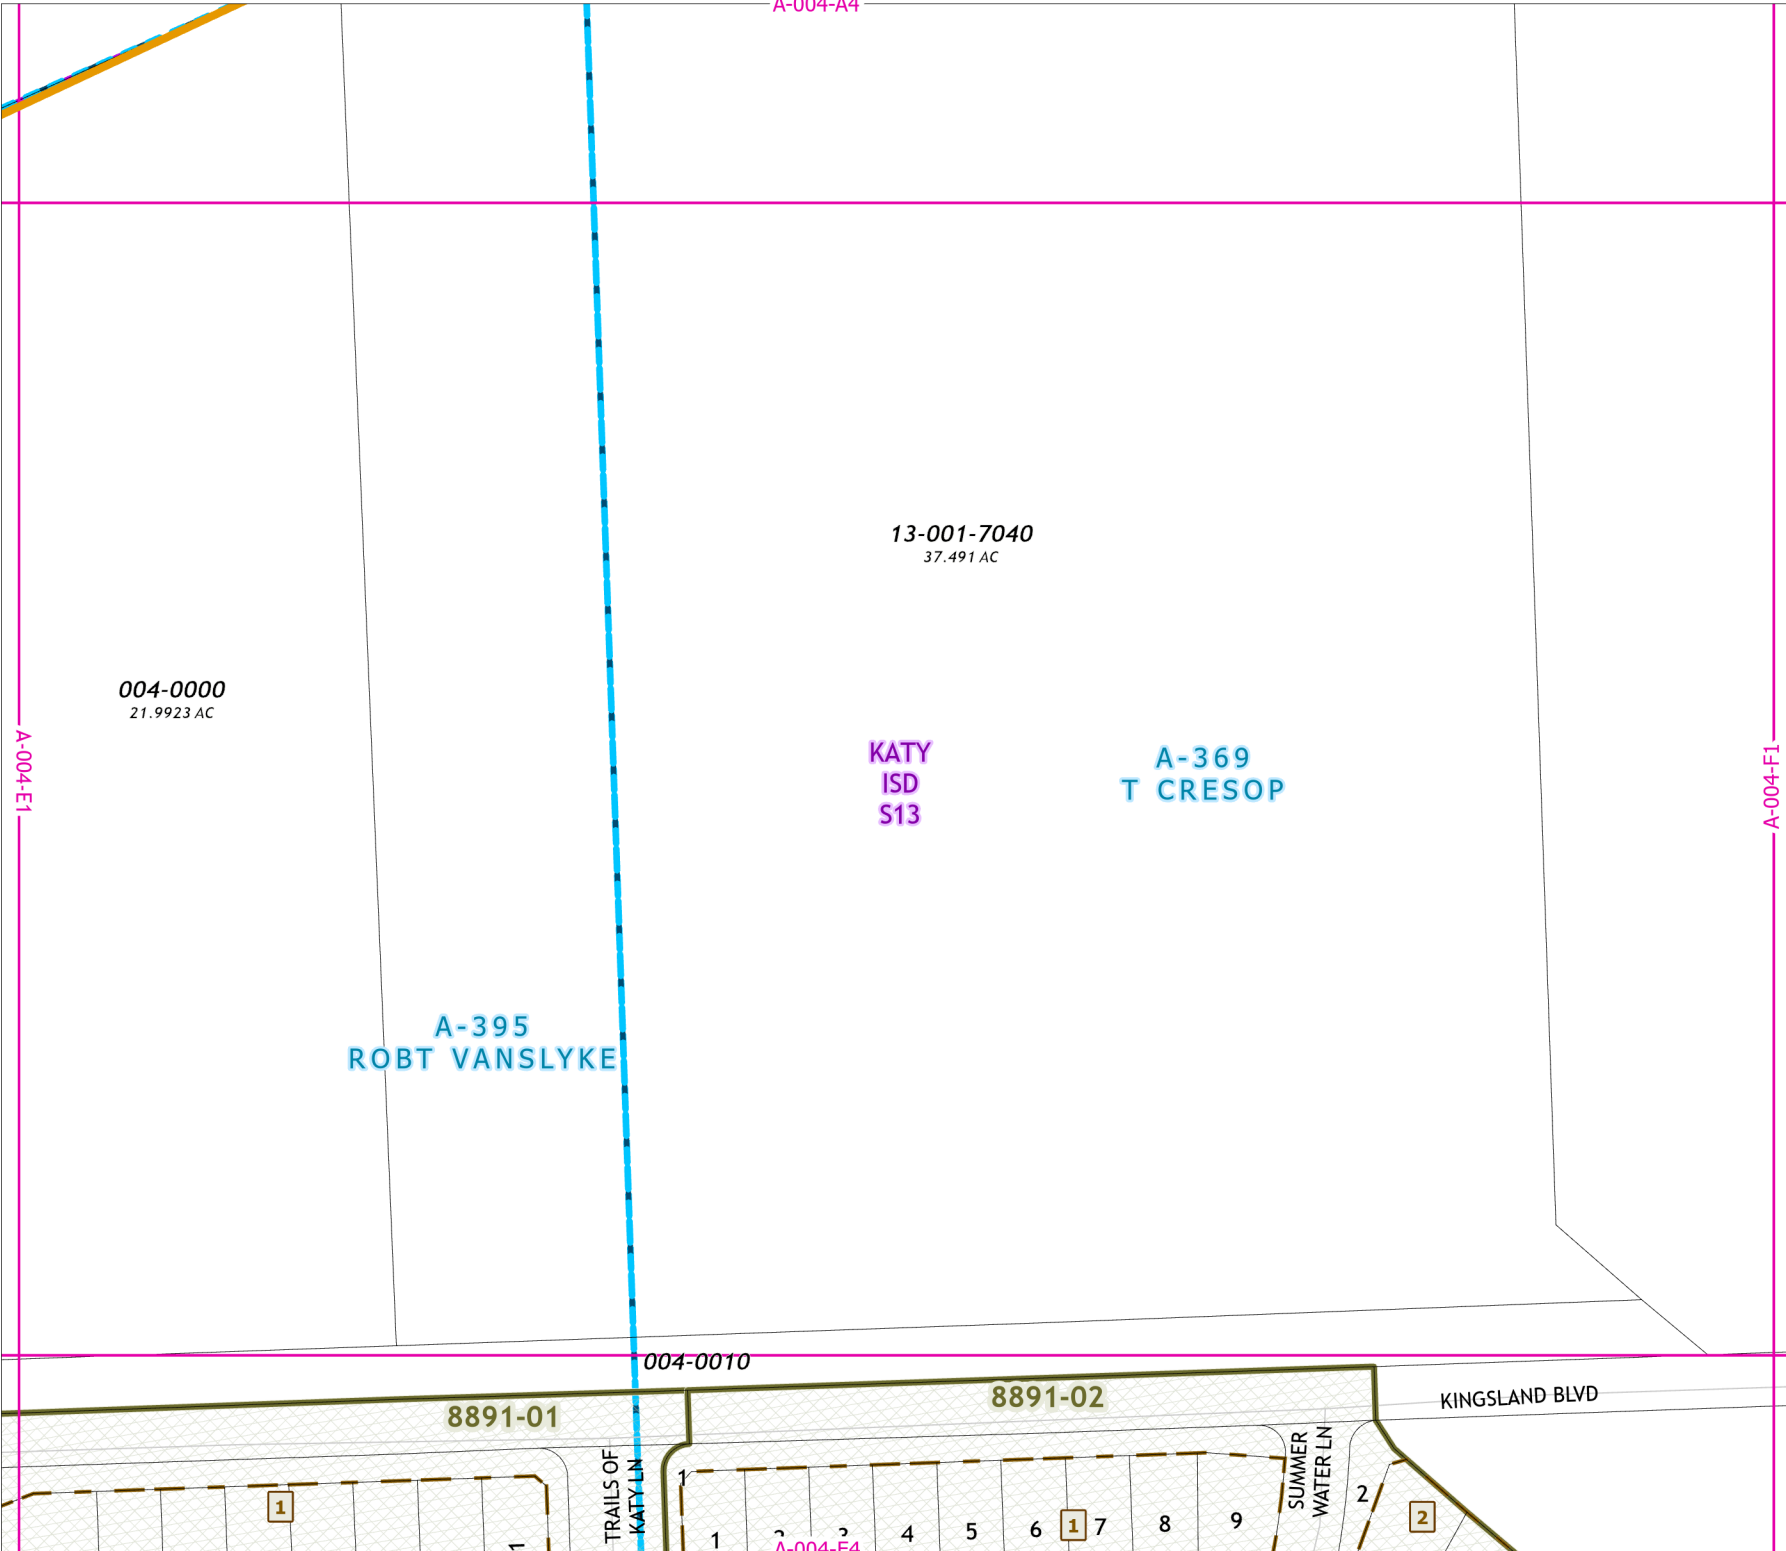 A-004-A4
13-001-7040
37.491 AC
004-0000
21.9923 AC
A-004-E1
KATY
ISD
S13
A-369
T CRESOP
A-004-F1
A-395
ROBT VANSLYKE
004-0010
8891-01
8891-02
KINGSLAND BLVD
TRAILS OF
KATY LN
SUMMER
WATER LN
1
1
1
1
4
5
6
1
7
8
9
2
2
A-004-E4